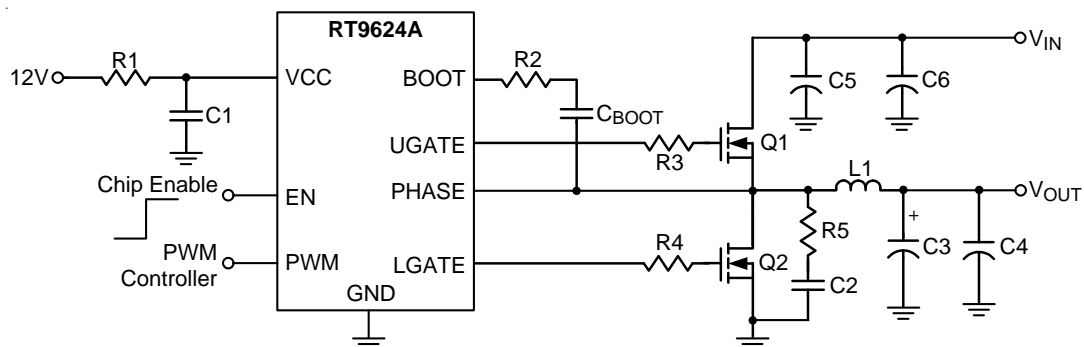 RT9624A
R1
12V
VCC
C1
Chip Enable
EN
PWM
Controller
PWM
GND
BOOT
UGATE
PHASE
LGATE
R2
CBOOT
R3
R4
Q1
Q2
C5
C6
VIN
L1
VOUT
R5
C2
+
C3
C4